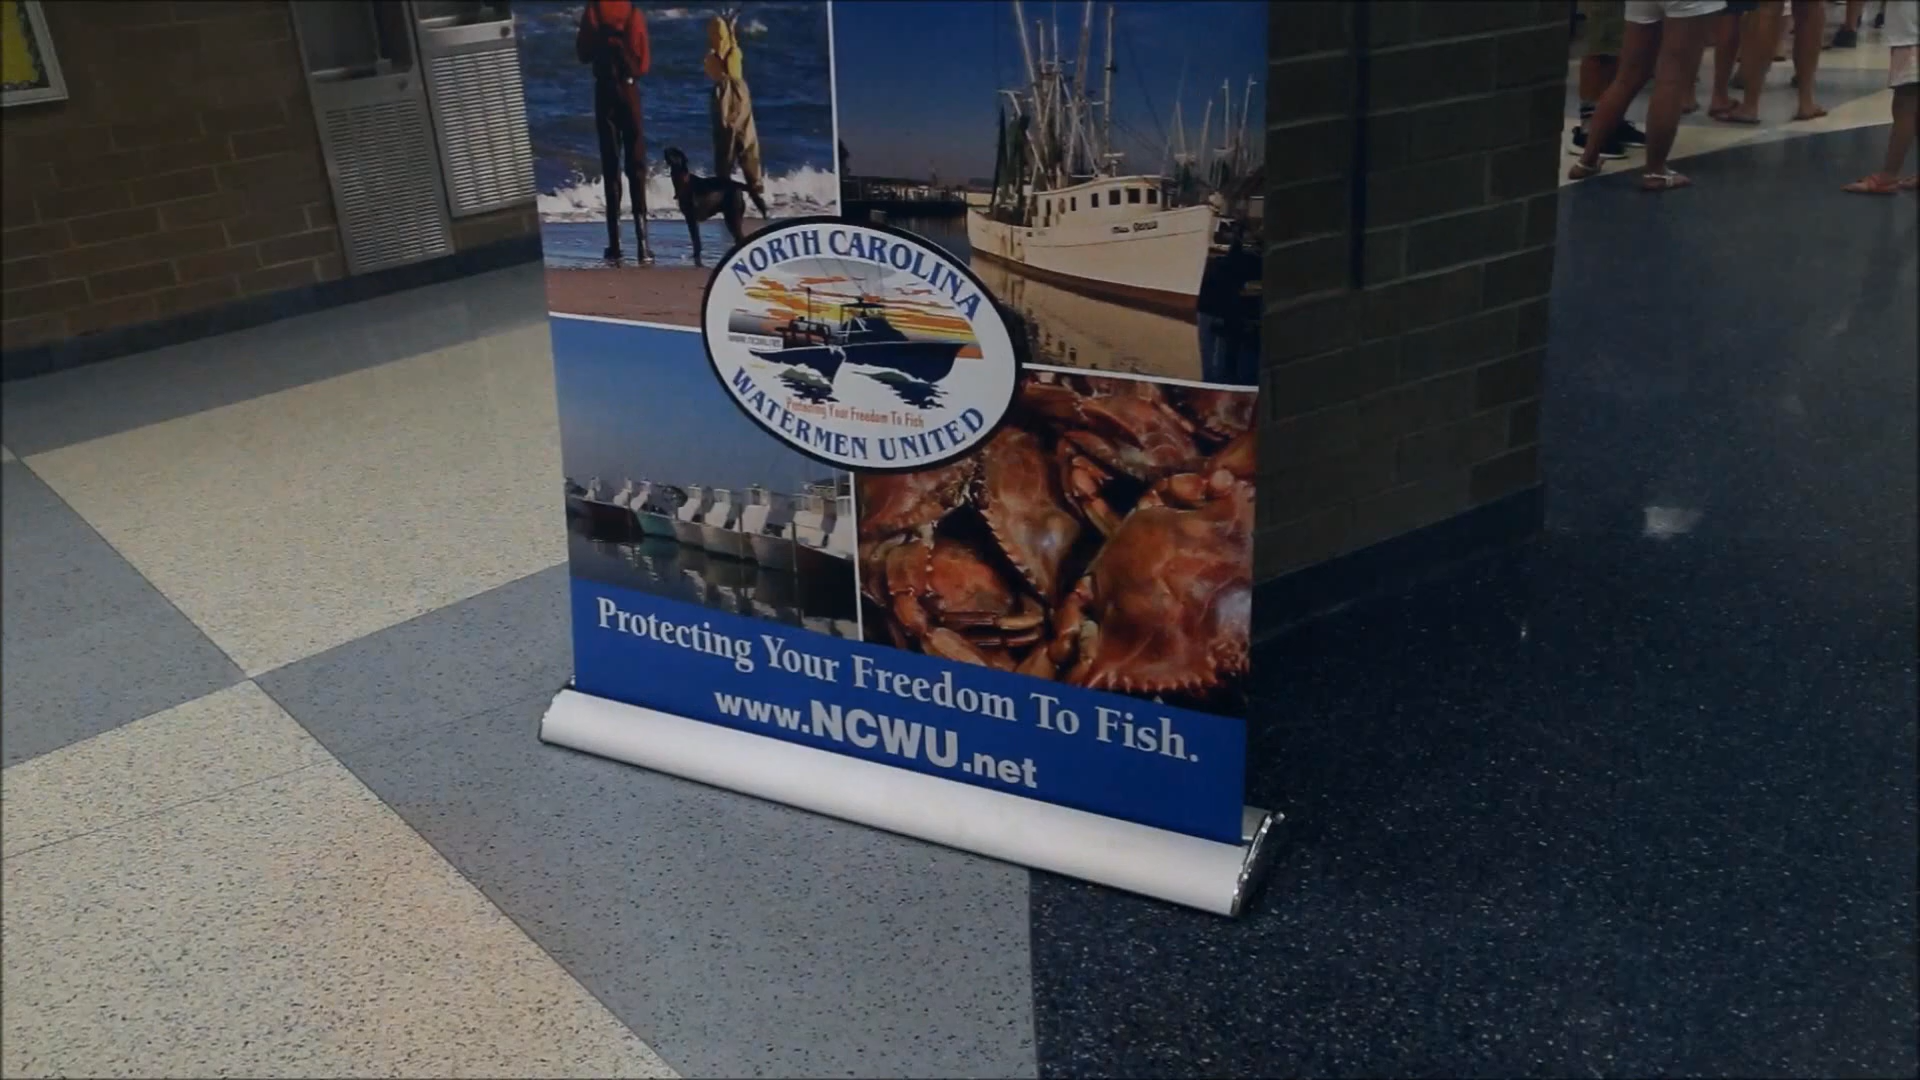 NORTH CAROLINA
Protecting Your Freedom To Fish
WATERMEN UNITED
Protecting Your Freedom To Fish.
www.NCWU.net